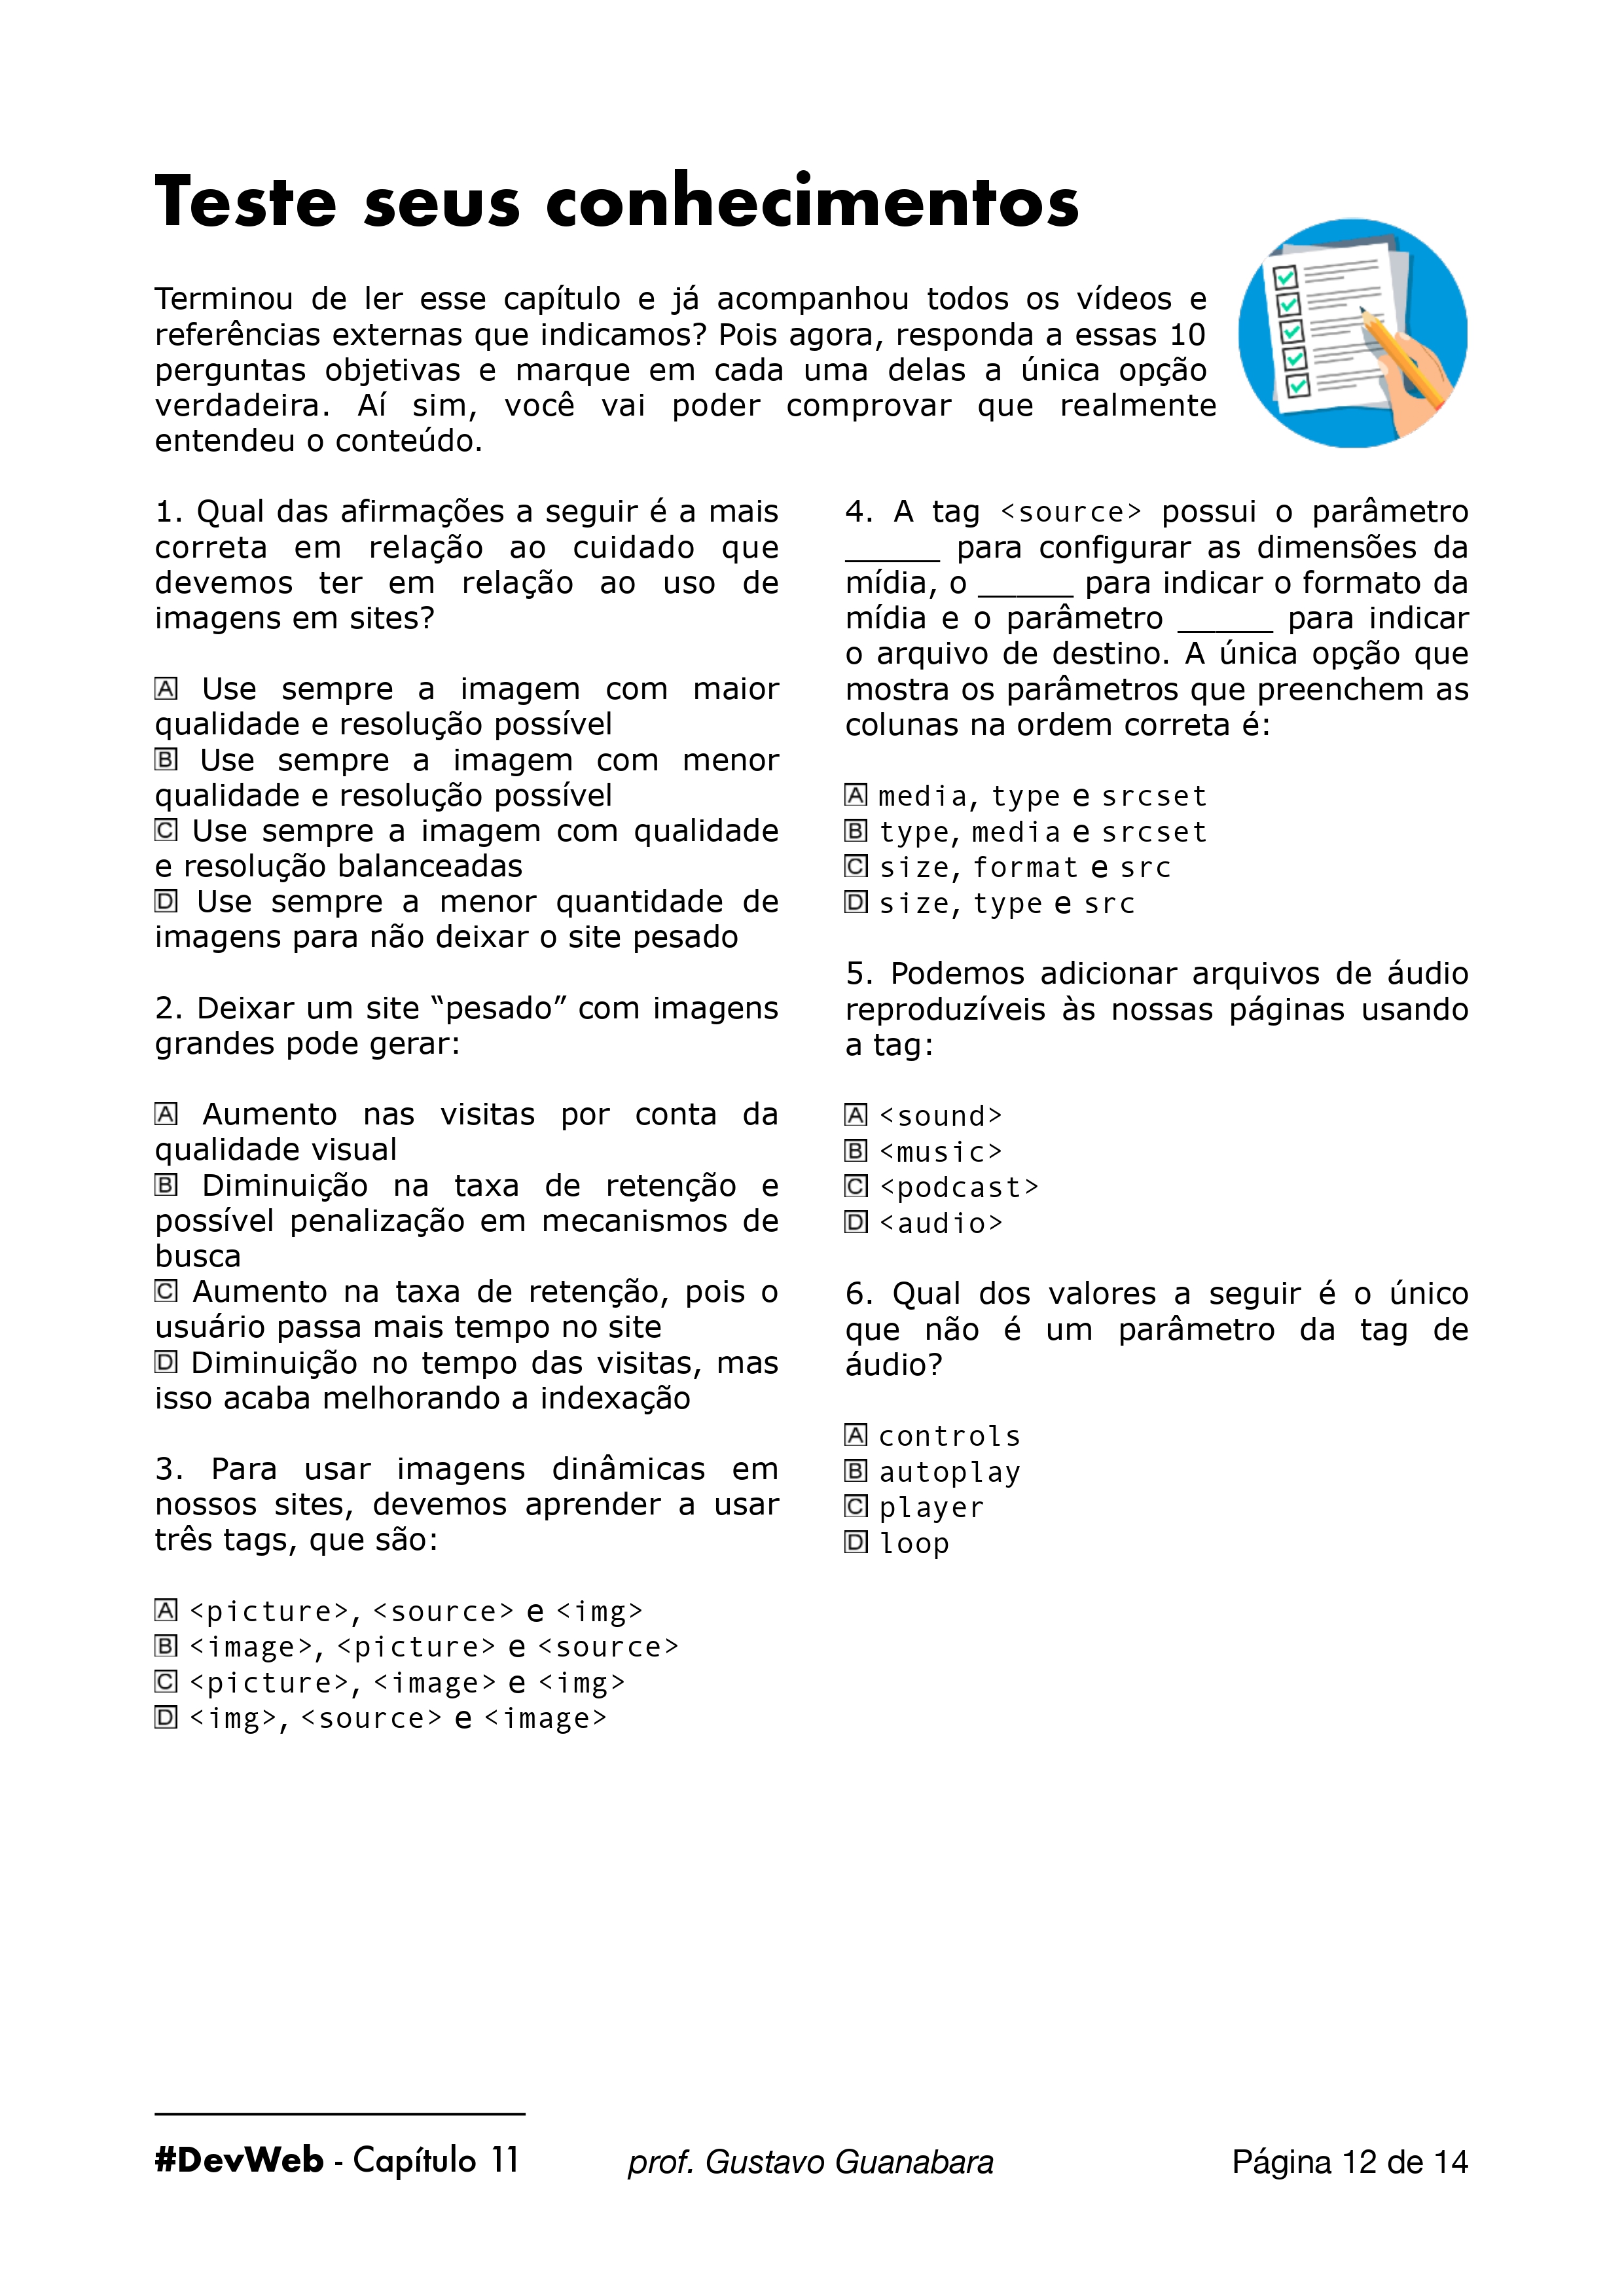 Teste seus conhecimentos
Terminou de ler esse capítulo e já acompanhou todos os vídeos e
referências externas que indicamos? Pois agora, responda a essas 10
perguntas objetivas e marque em cada uma delas a única opção
verdadeira. Aí sim, você vai poder comprovar que realmente
entendeu o conteúdo.
1. Qual das afirmações a seguir é a mais
correta em relação ao cuidado que
devemos ter em relação ao uso de
imagens em sites?
A Use sempre a imagem com maior
qualidade e resolução possível
B Use sempre a imagem com menor
qualidade e resolução possível
C Use sempre a imagem com qualidade
e resolução balanceadas
D Use sempre a menor quantidade de
imagens para não deixar o site pesado
2. Deixar um site “pesado” com imagens
grandes pode gerar:
A Aumento nas visitas por conta da
qualidade visual
B Diminuição na taxa de retenção e
possível penalização em mecanismos de
busca
C Aumento na taxa de retenção, pois o
usuário passa mais tempo no site
D Diminuição no tempo das visitas, mas
isso acaba melhorando a indexação
3. Para usar imagens dinâmicas em
nossos sites, devemos aprender a usar
três tags, que são:
A <picture>, <source> e <img>
B <image>, <picture> e <source>
C <picture>, <image> e <img>
D <img>, <source> e <image>
4. A tag <source> possui o parâmetro
_____ para configurar as dimensões da
mídia, o _____ para indicar o formato da
mídia e o parâmetro _____ para indicar
o arquivo de destino. A única opção que
mostra os parâmetros que preenchem as
colunas na ordem correta é:
A media, type e srcset
B type, media e srcset
C size, format e src
D size, type e src
5. Podemos adicionar arquivos de áudio
reproduzíveis às nossas páginas usando
a tag:
A <sound>
B <music>
C <podcast>
D <audio>
6. Qual dos valores a seguir é o único
que não é um parâmetro da tag de
áudio?
A controls
B autoplay
C player
D loop
#DevWeb - Capítulo 11 prof. Gustavo Guanabara Página 12 de 14